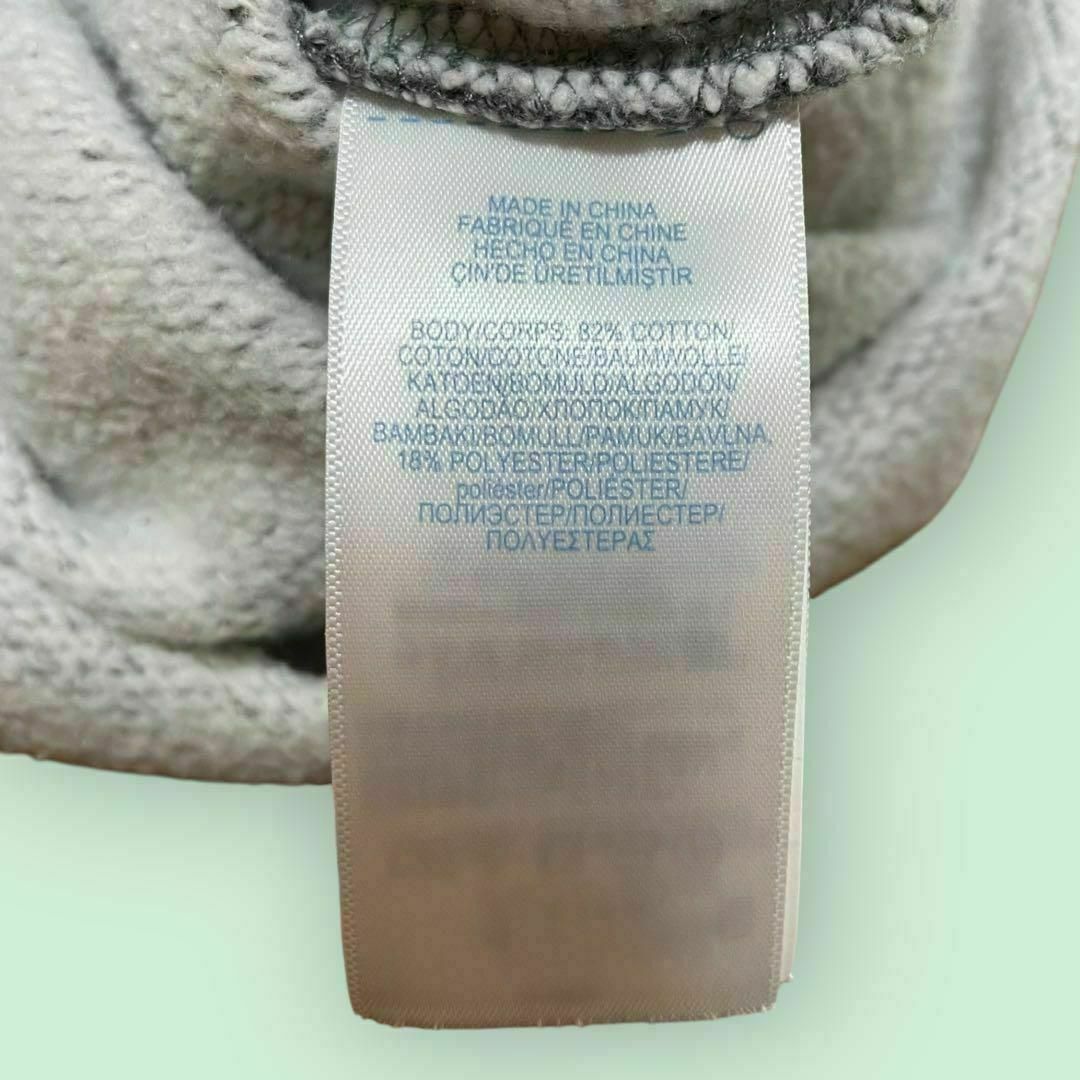 MADE IN CHINA
FABRIQUE EN CHINE
HECHO EN CHINA
ÇIN'DE ÜRETILMIŞTIR
BODY/CORPS: 82% COTTON/
COTON/COTONE/BAUMWOLLE/
KATOEN/BOMULD/ALGODÓN/
ALGODÃO/ХЛОПОК/ПАМУК/
BAMBAKI/BOMULL/PAMUK/BAVLNA,
18% POLYESTER/POLIESTERE/
poliester/POLIÉSTER/
ПОЛИЭСТЕР/ПОЛИЕСТЕР/
ΠΟΛΥΕΣΤΕΡΑΣ